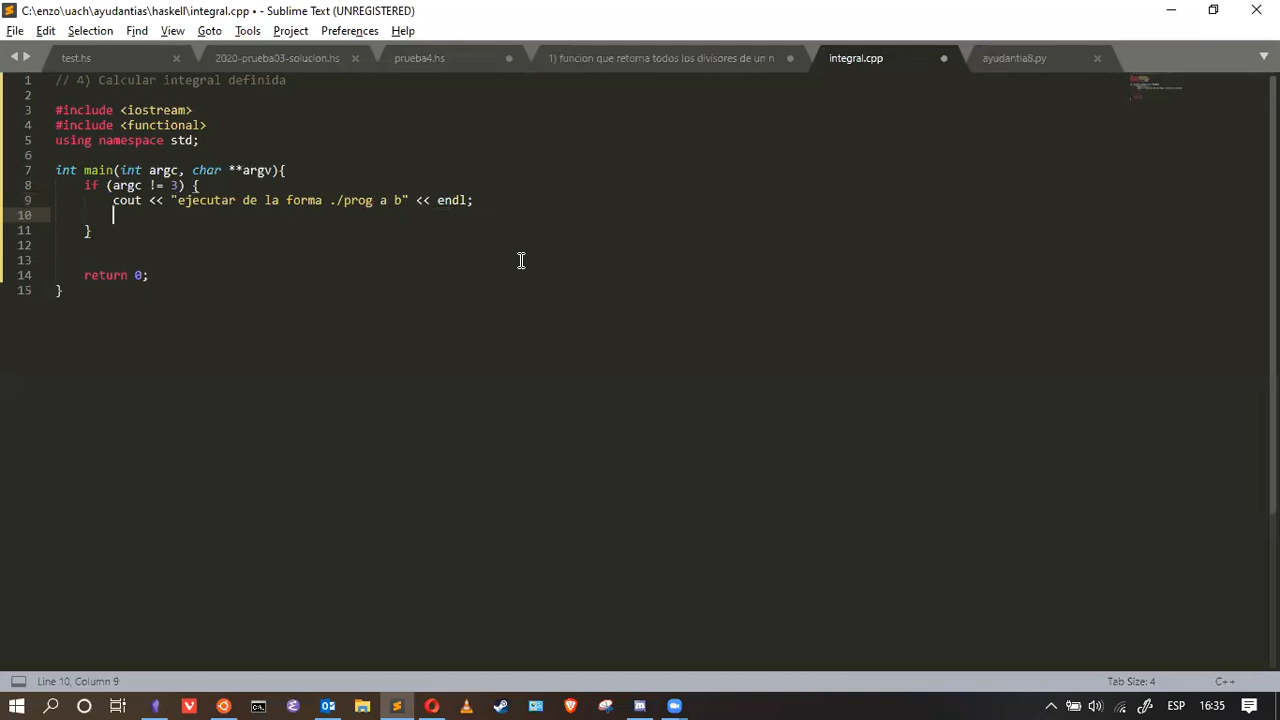 C:\enzo\uach\ayudantias\haskell\integral.cpp • - Sublime Text (UNREGISTERED)
File Edit Selection Find View Goto Tools Project Preferences Help
test.hs 2020-prueba03-solucion.hs prueba4.hs 1) funcion que retorna todos los divisores de un n integral.cpp ayudantia8.py
1 // 4) Calcular integral definida
2
3 #include <iostream>
4 #include <functional>
5 using namespace std;
6
7 int main(int argc, char **argv){
8 if (argc != 3) {
9 cout << "ejecutar de la forma ./prog a b" << endl;
10
11 }
12
13
14 return 0;
15 }
Line 10, Column 9 Tab Size: 4 C++
ESP 16:35